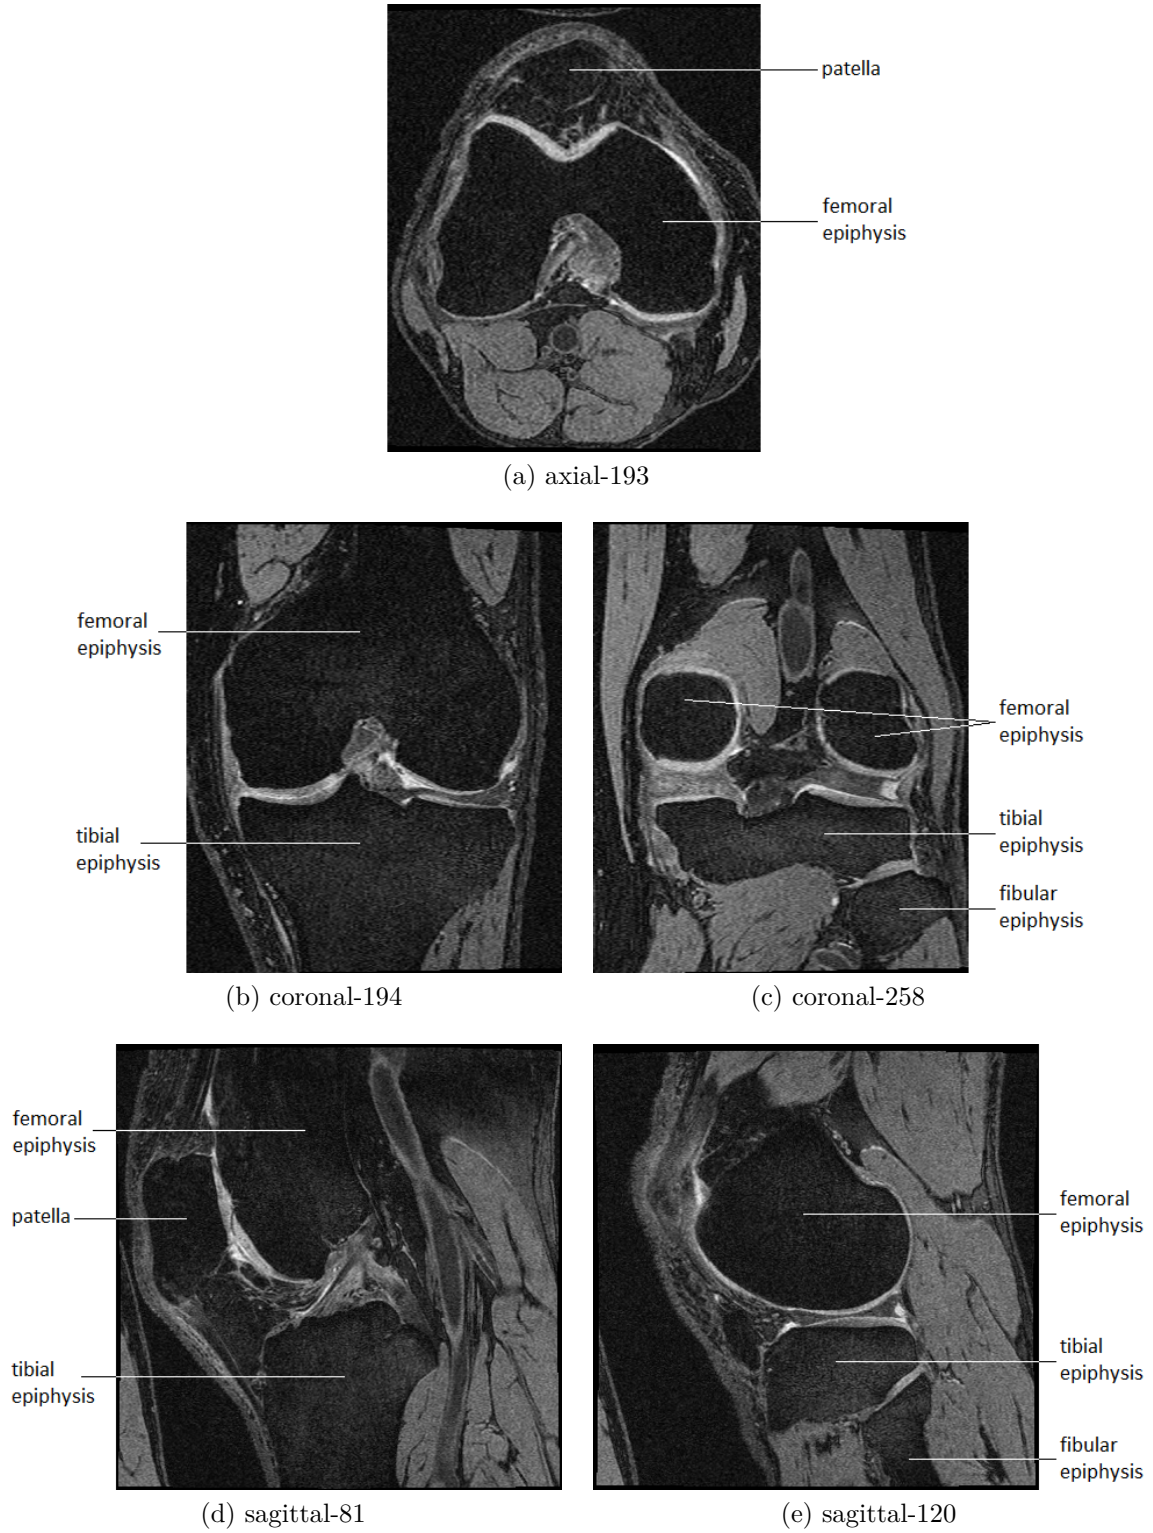 patella
femoral
epiphysis
(a) axial-193
femoral
epiphysis
tibial
epiphysis
(b) coronal-194
femoral
epiphysis
tibial
epiphysis
fibular
epiphysis
(c) coronal-258
femoral
epiphysis
patella
tibial
epiphysis
(d) sagittal-81
femoral
epiphysis
tibial
epiphysis
fibular
epiphysis
(e) sagittal-120